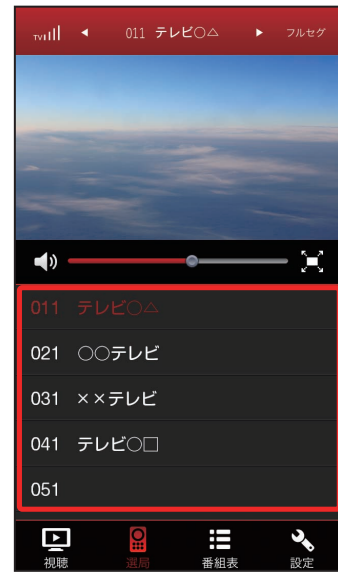 TV 011 テレビ○△ フルセグ
011 テレビ○△
021 ○○テレビ
031 ××テレビ
041 テレビ○□
051
視聴 選局 番組表 設定